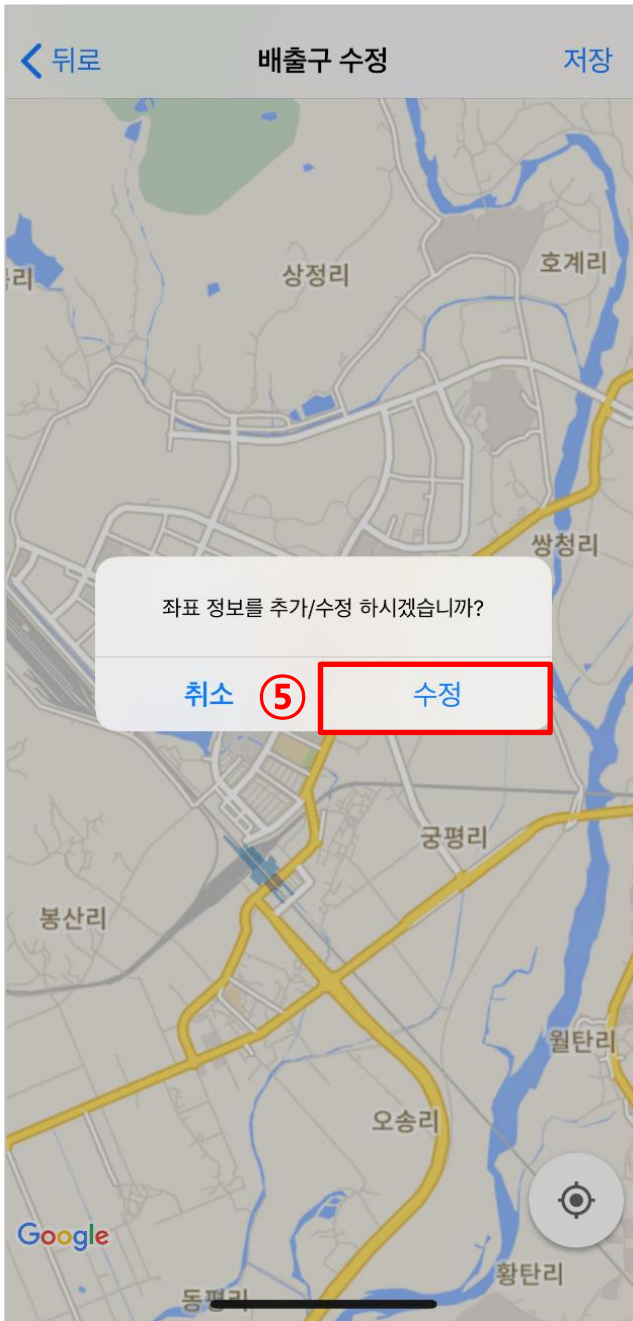 뒤로 배출구 수정 저장
호계리
상정리
쌍청리
좌표 정보를 추가/수정 하시겠습니까?
취소 ⑤ 수정
궁평리
봉산리
월탄리
오송리
Google
황탄리
동평리